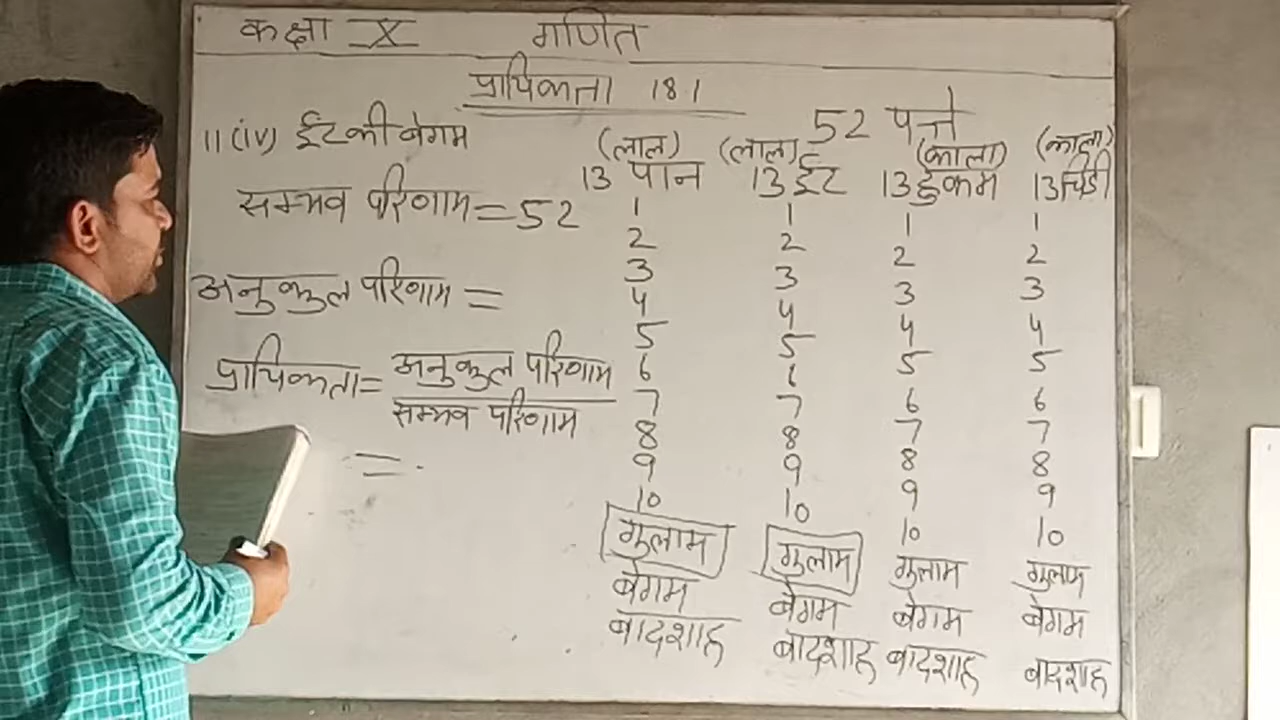 कक्षा X गणित
प्रायिकता 181
11 (iv) ईट की बेगम
सम्भव परिणाम = 52
अनुकुल परिणाम =
प्रायिकता = अनुकुल परिणाम
सम्भव परिणाम
=
52 पत्ते
(लाल) (लाल) (काला) (काला)
13 पान 13 ईट 13 हुकम 13 चिडी
1 1 1 1
2 2 2 2
3 3 3 3
4 4 4 4
5 5 5 5
6 6 6 6
7 7 7 7
8 8 8 8
9 9 9 9
10 10 10 10
गुलाम गुलाम गुलाम गुलाम
बेगम बेगम बेगम बेगम
बादशाह बादशाह बादशाह बादशाह